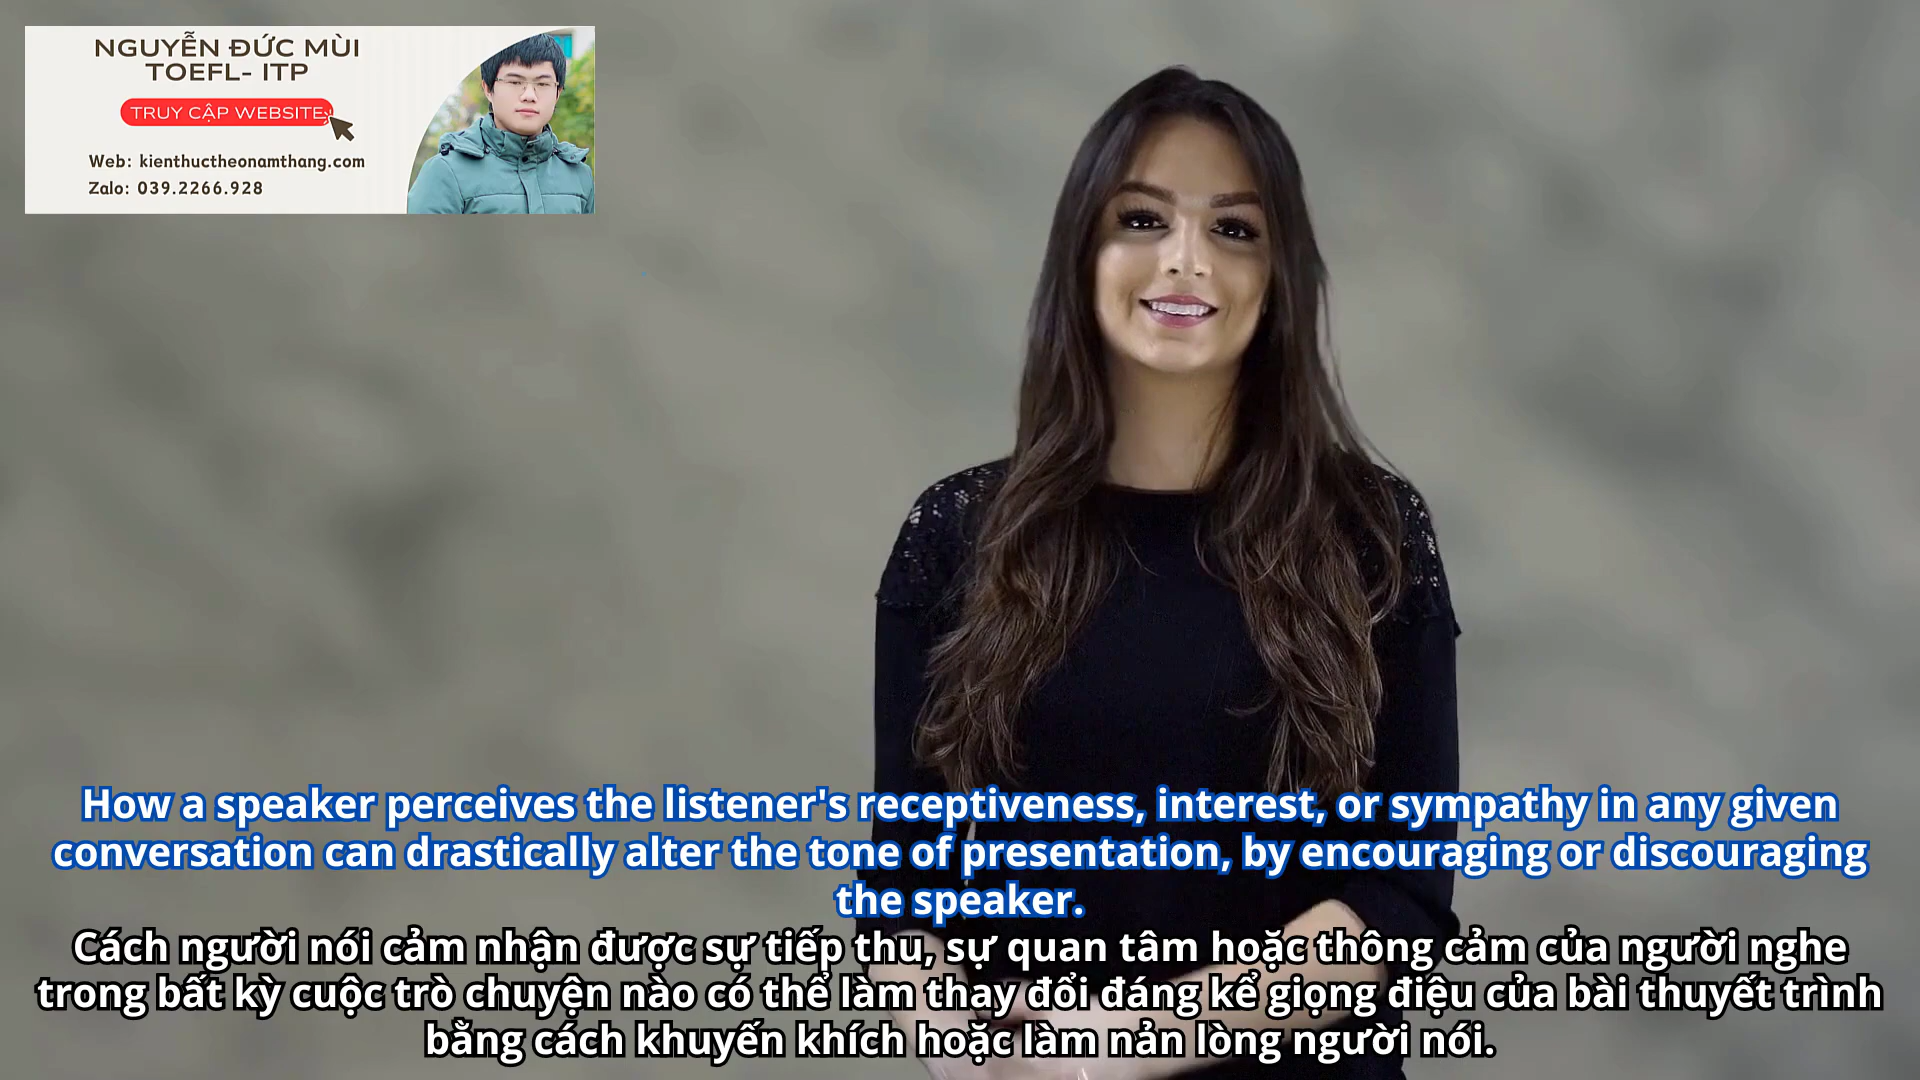 NGUYỄN ĐỨC MÙI
TOEFL- ITP
TRUY CẬP WEBSITE
Web: kienthuctheonamthang.com
Zalo: 039.2266.928
How a speaker perceives the listener's receptiveness, interest, or sympathy in any given
conversation can drastically alter the tone of presentation, by encouraging or discouraging
the speaker.
Cách người nói cảm nhận được sự tiếp thu, sự quan tâm hoặc thông cảm của người nghe
trong bất kỳ cuộc trò chuyện nào có thể làm thay đổi đáng kể giọng điệu của bài thuyết trình
bằng cách khuyến khích hoặc làm nản lòng người nói.